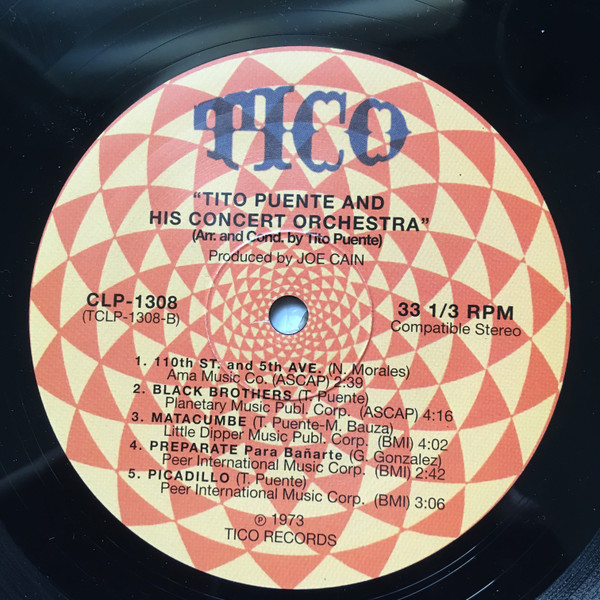 TICO
"TITO PUENTE AND
HIS CONCERT ORCHESTRA"
(Arr. and Cond. by Tito Puente)
Produced by JOE CAIN
CLP-1308
(TCLP-1308-B)
33 1/3 RPM
Compatible Stereo
1. 110th ST. and 5th AVE. (N. Morales)
Ama Music Co. (ASCAP) 2:39
2. BLACK BROTHERS (T. Puente)
Planetary Music Publ. Corp. (ASCAP) 4:16
3. MATACUMBE (T. Puente-M. Bauza)
Little Dipper Music Publ. Corp. (BMI) 4:02
4. PREPARATE Para Bañarte (G. Gonzalez)
Peer International Music Corp. (BMI) 2:42
5. PICADILLO (T. Puente)
Peer International Music Corp. (BMI) 3:06
℗ 1973
TICO RECORDS